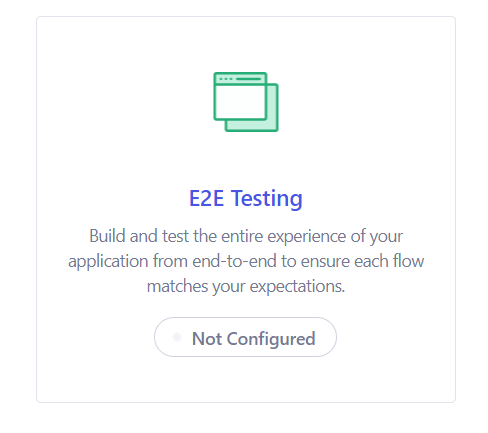 E2E Testing
Build and test the entire experience of your
application from end-to-end to ensure each flow
matches your expectations.
Not Configured